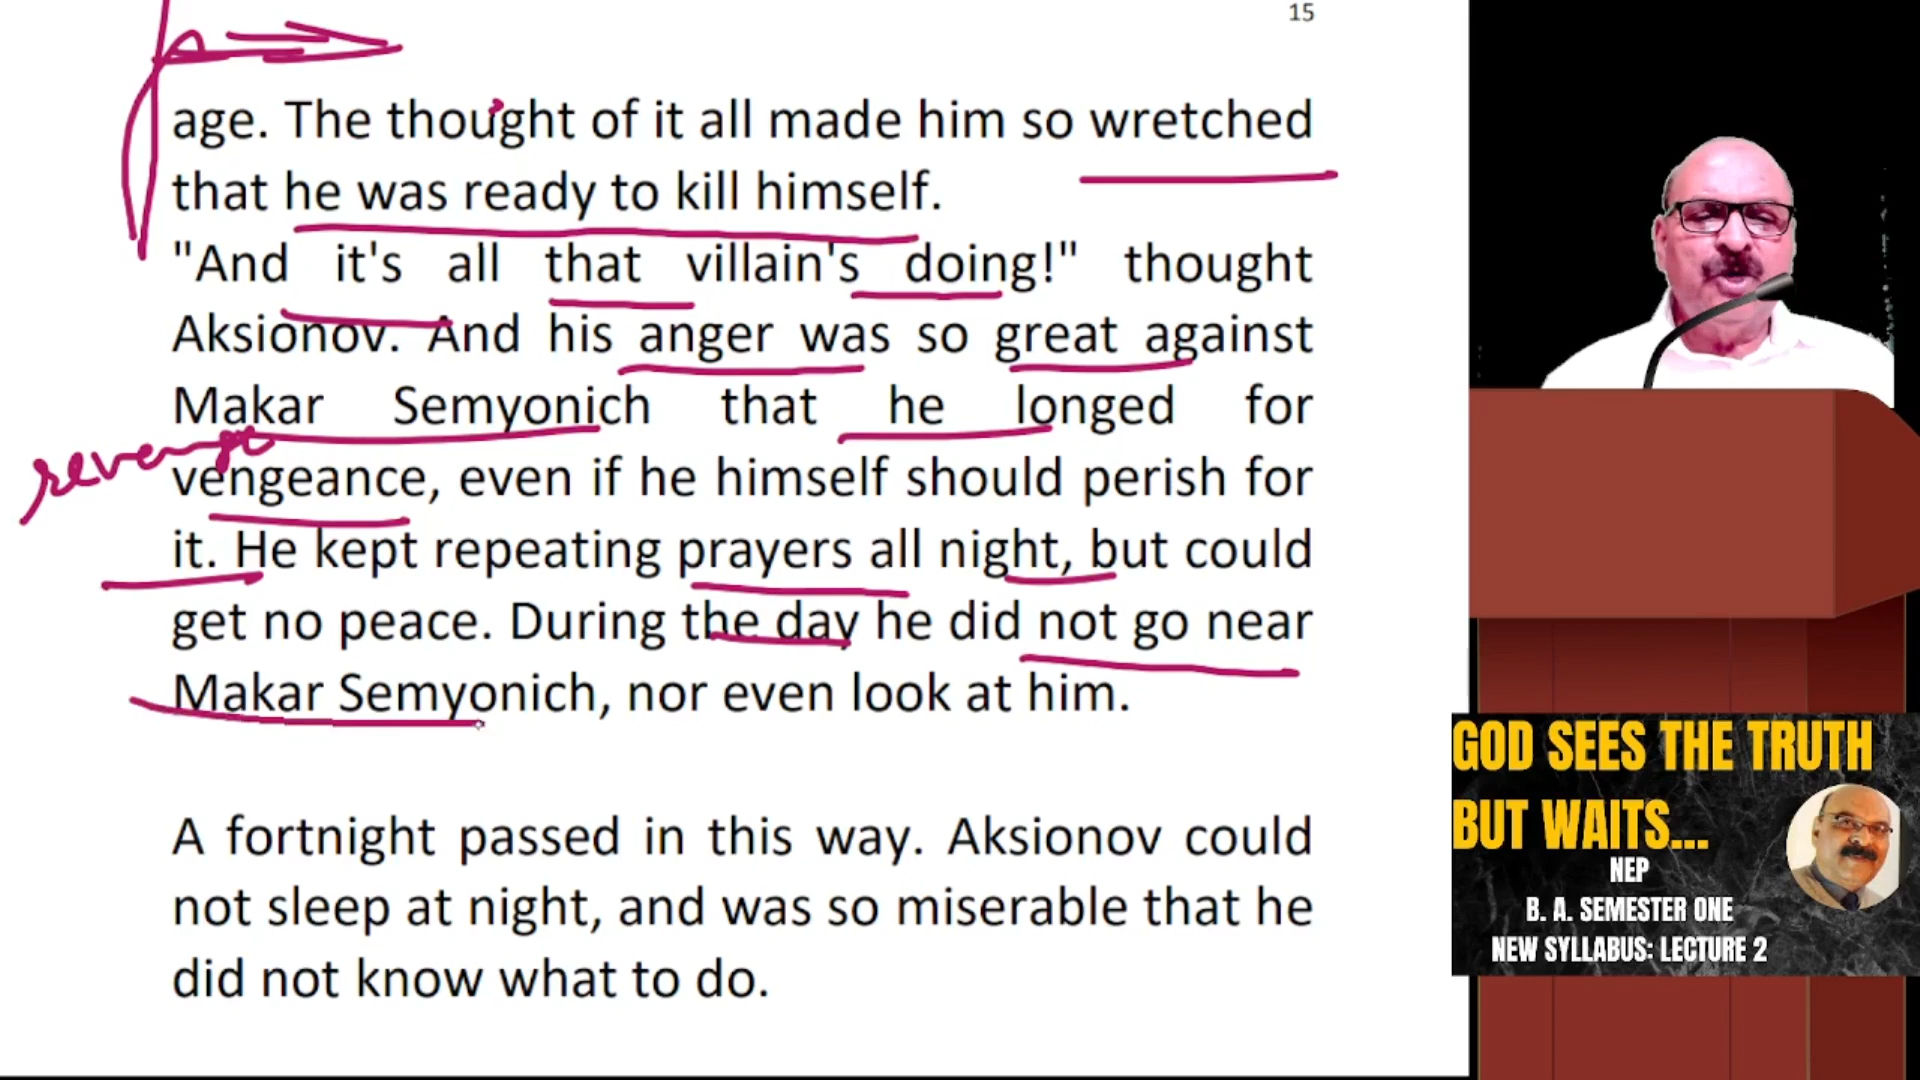 15
age. The thought of it all made him so wretched
that he was ready to kill himself.
"And it's all that villain's doing!" thought
Aksionov. And his anger was so great against
Makar Semyonich that he longed for
revenge
vengeance, even if he himself should perish for
it. He kept repeating prayers all night, but could
get no peace. During the day he did not go near
Makar Semyonich, nor even look at him.
A fortnight passed in this way. Aksionov could
not sleep at night, and was so miserable that he
did not know what to do.
GOD SEES THE TRUTH
BUT WAITS...
NEP
B. A. SEMESTER ONE
NEW SYLLABUS: LECTURE 2